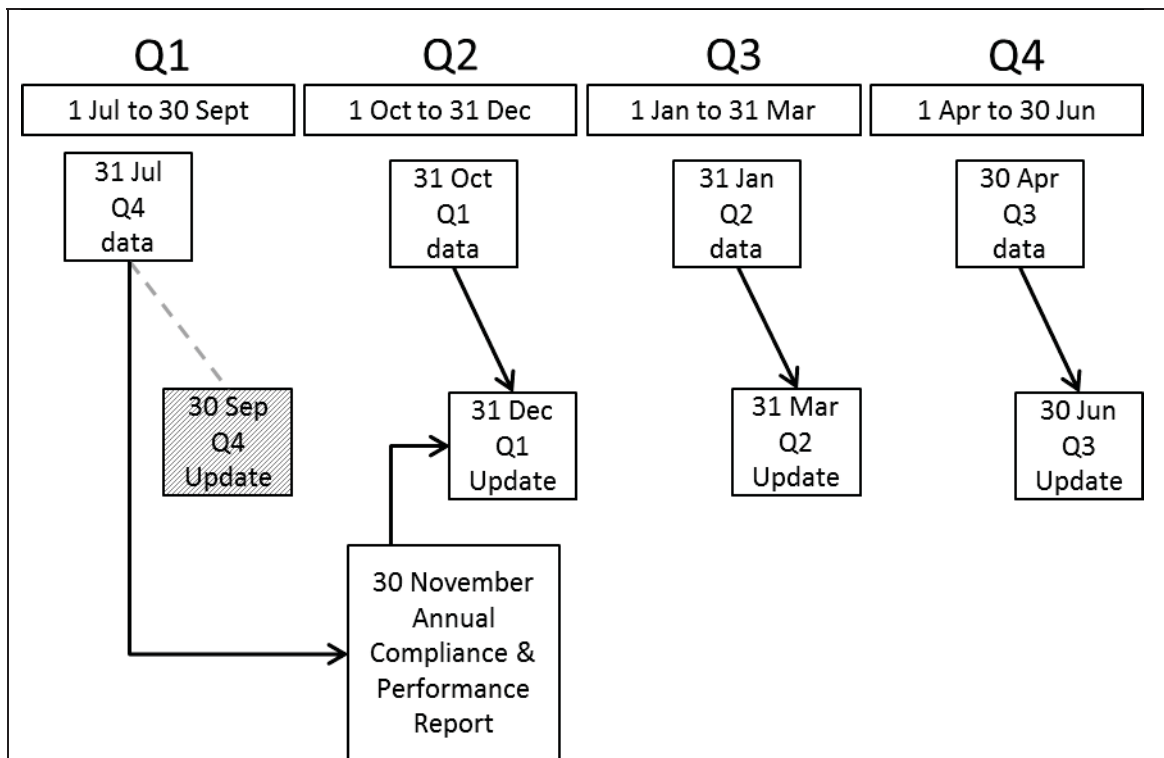 Q1
1 Jul to 30 Sept
31 Jul
Q4
data
30 Sep
Q4
Update
Q2
1 Oct to 31 Dec
31 Oct
Q1
data
31 Dec
Q1
Update
30 November
Annual
Compliance &
Performance
Report
Q3
1 Jan to 31 Mar
31 Jan
Q2
data
31 Mar
Q2
Update
Q4
1 Apr to 30 Jun
30 Apr
Q3
data
30 Jun
Q3
Update